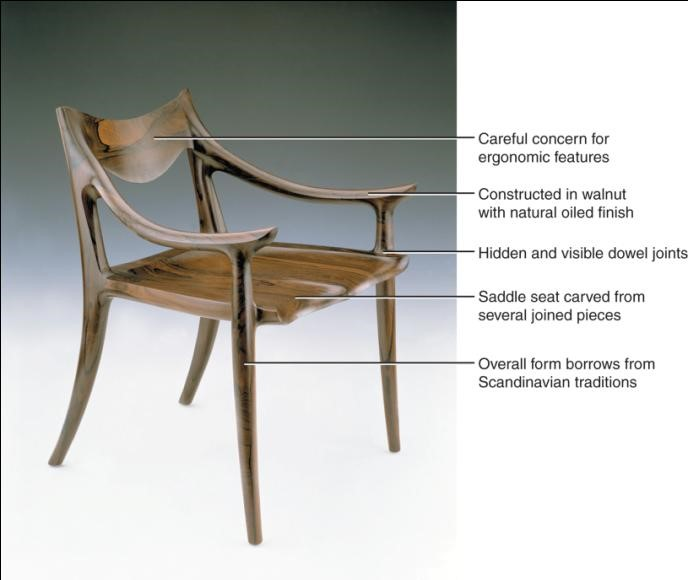 Careful concern for
ergonomic features
Constructed in walnut
with natural oiled finish
Hidden and visible dowel joints
Saddle seat carved from
several joined pieces
Overall form borrows from
Scandinavian traditions